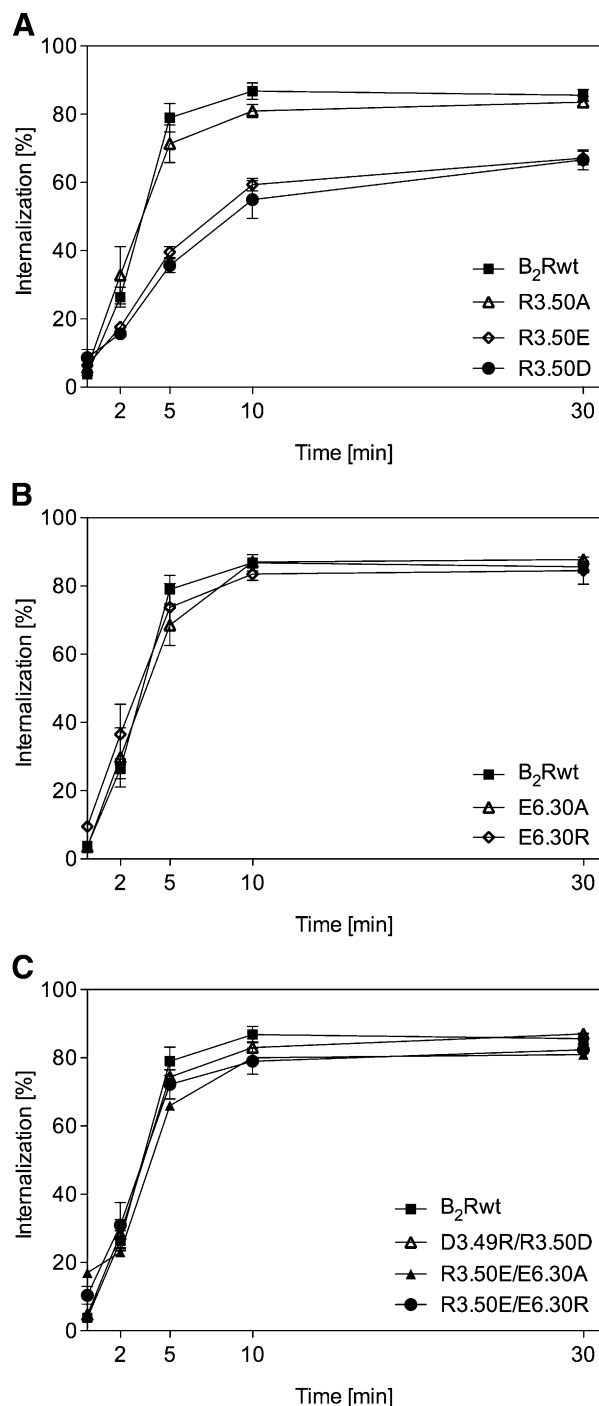 A
100
80
60
40
20
0
Internalization [%]
B₂Rwt
R3.50A
R3.50E
R3.50D
2 5 10 30
Time [min]
B
100
80
60
40
20
0
Internalization [%]
B₂Rwt
E6.30A
E6.30R
2 5 10 30
Time [min]
C
100
80
60
40
20
0
Internalization [%]
B₂Rwt
D3.49R/R3.50D
R3.50E/E6.30A
R3.50E/E6.30R
2 5 10 30
Time [min]